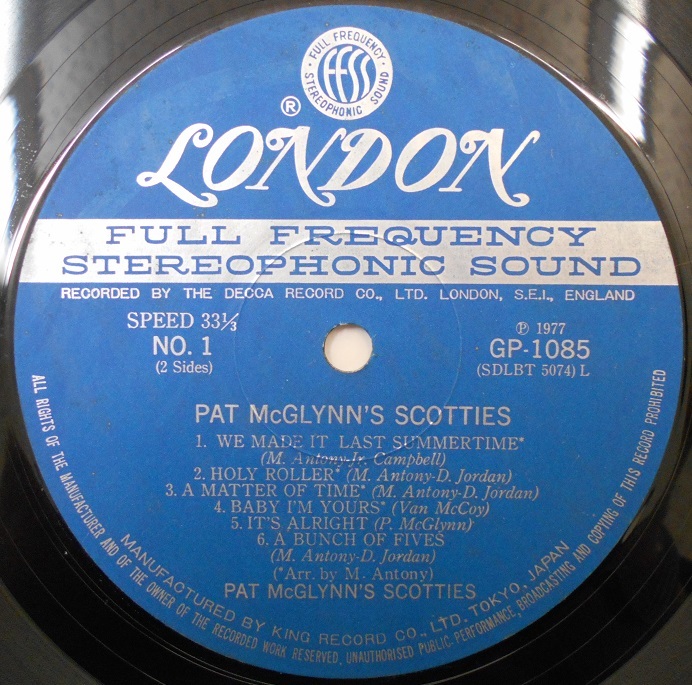 · FULL FREQUENCY · STEREOPHONIC SOUND
FFSS
®
LONDON
FULL FREQUENCY
STEREOPHONIC SOUND
RECORDED BY THE DECCA RECORD CO., LTD. LONDON, S.E.I., ENGLAND
SPEED 33⅓
NO. 1
(2 Sides)
Ⓟ 1977
GP-1085
(SDLBT 5074) L
PAT McGLYNN'S SCOTTIES
1. WE MADE IT LAST SUMMERTIME*
(M. Antony-Jr. Campbell)
2. HOLY ROLLER* (M. Antony-D. Jordan)
3. A MATTER OF TIME* (M. Antony-D. Jordan)
4. BABY I'M YOURS* (Van McCoy)
5. IT'S ALRIGHT (P. McGlynn)
6. A BUNCH OF FIVES
(M. Antony-D. Jordan)
(*Arr. by M. Antony)
PAT McGLYNN'S SCOTTIES
MANUFACTURED BY KING RECORD CO., LTD. TOKYO, JAPAN
ALL RIGHTS OF THE MANUFACTURER AND OF THE OWNER OF THE RECORDED WORK RESERVED, UNAUTHORISED PUBLIC PERFORMANCE, BROADCASTING AND COPYING OF THIS RECORD PROHIBITED